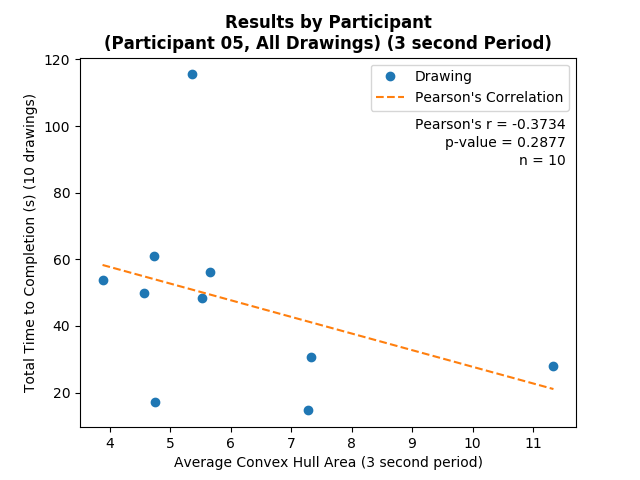 Results by Participant
(Participant 05, All Drawings) (3 second Period)
Drawing
Pearson's Correlation
Pearson's r = -0.3734
p-value = 0.2877
n = 10
Total Time to Completion (s) (10 drawings)
120
100
80
60
40
20
4 5 6 7 8 9 10 11
Average Convex Hull Area (3 second period)